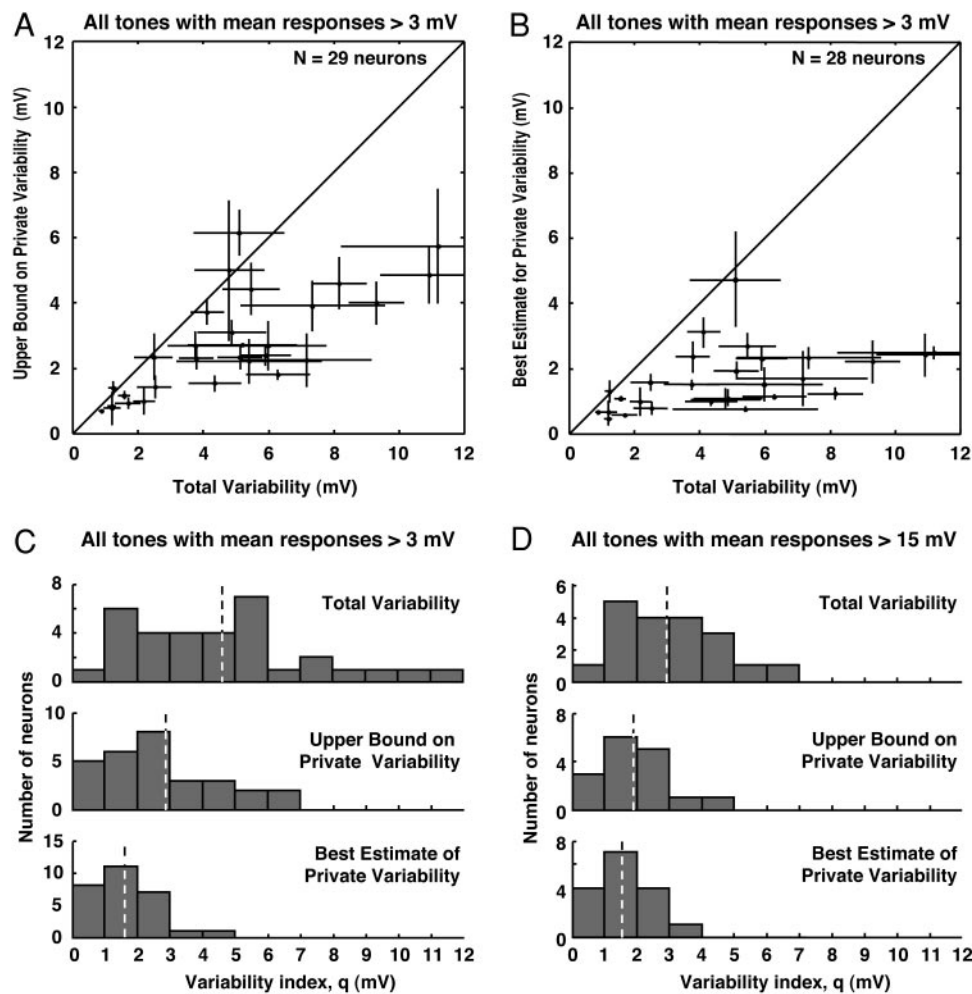 A
All tones with mean responses > 3 mV
12
10
8
6
4
2
0
Upper Bound on Private Variability (mV)
N = 29 neurons
0 2 4 6 8 10 12
Total Variability (mV)
B
All tones with mean responses > 3 mV
12
10
8
6
4
2
0
Best Estimate for Private Variability (mV)
N = 28 neurons
0 2 4 6 8 10 12
Total Variability (mV)
C
All tones with mean responses > 3 mV
Number of neurons
8
4
0
Total Variability
10
5
0
Upper Bound on
Private Variability
15
10
5
0
Best Estimate of
Private Variability
0 1 2 3 4 5 6 7 8 9 10 11 12
Variability index, q (mV)
D
All tones with mean responses > 15 mV
Number of neurons
6
4
2
0
Total Variability
8
4
0
Upper Bound on
Private Variability
8
4
0
Best Estimate of
Private Variability
0 1 2 3 4 5 6 7 8 9 10 11 12
Variability index, q (mV)